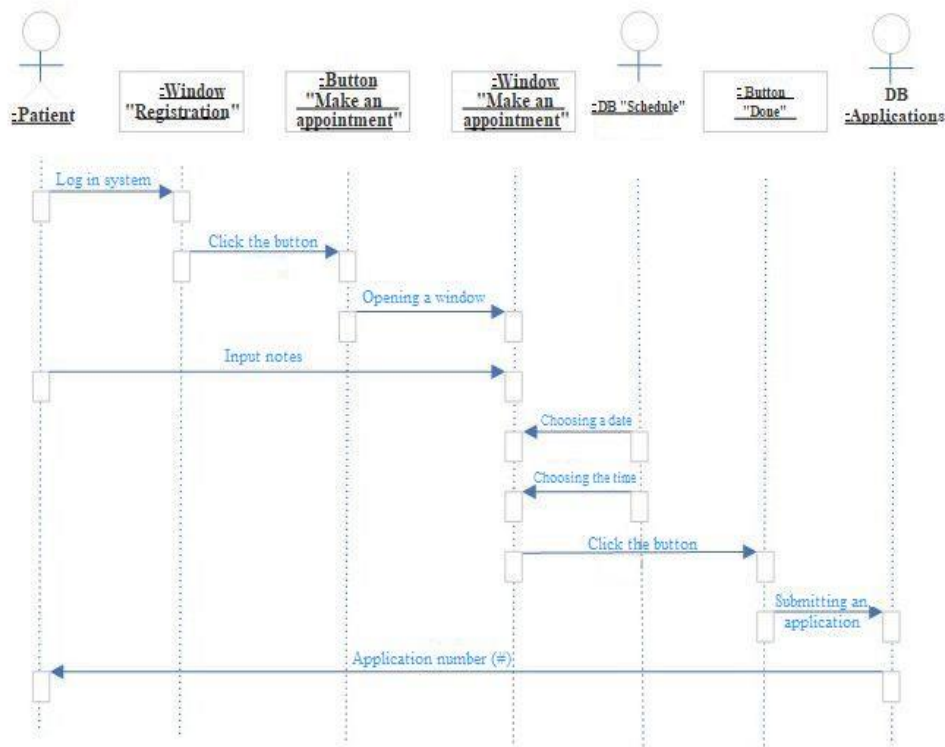 :Patient
:Window
"Registration"
:Button
"Make an
appointment"
:Window
"Make an
appointment"
:DB "Schedule"
:Button
"Done"
DB
:Applications
Log in system
Click the button
Opening a window
Input notes
Choosing a date
Choosing the time
Click the button
Submitting an
application
Application number (#)